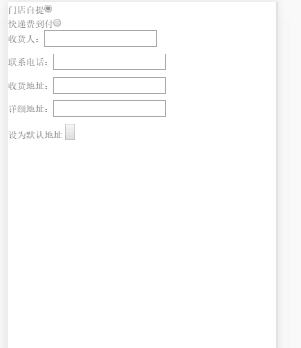 门店自提
快递费到付
收货人：
联系电话：
收货地址：
详细地址：
设为默认地址